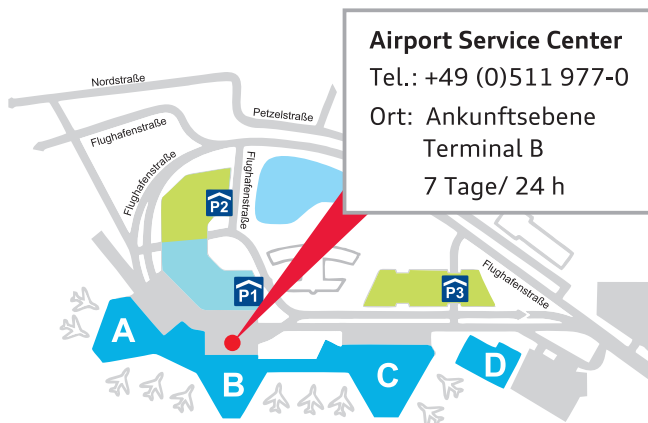 Airport Service Center
Tel.: +49 (0)511 977-0
Ort: Ankunftsebene
Terminal B
7 Tage/ 24 h
Nordstraße
Petzelstraße
Flughafenstraße
Flughafenstraße
Flughafenstraße
P2
P1
P3
Flughafenstraße
A
B
C
D